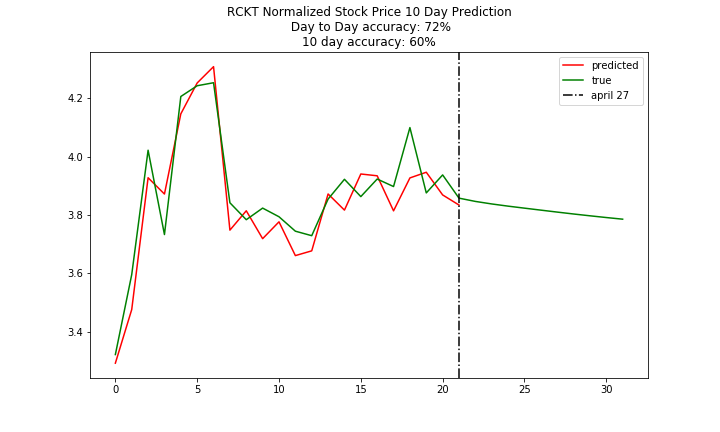 RCKT Normalized Stock Price 10 Day Prediction
Day to Day accuracy: 72%
10 day accuracy: 60%
predicted
true
april 27
4.2
4.0
3.8
3.6
3.4
0 5 10 15 20 25 30